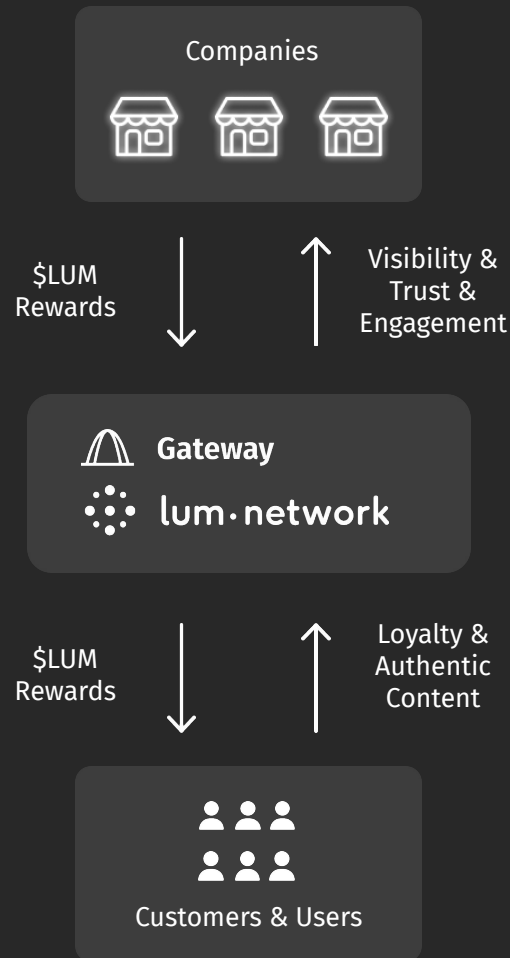 Companies
$LUM
Rewards
Visibility &
Trust &
Engagement
Gateway
lum·network
$LUM
Rewards
Loyalty &
Authentic
Content
Customers & Users